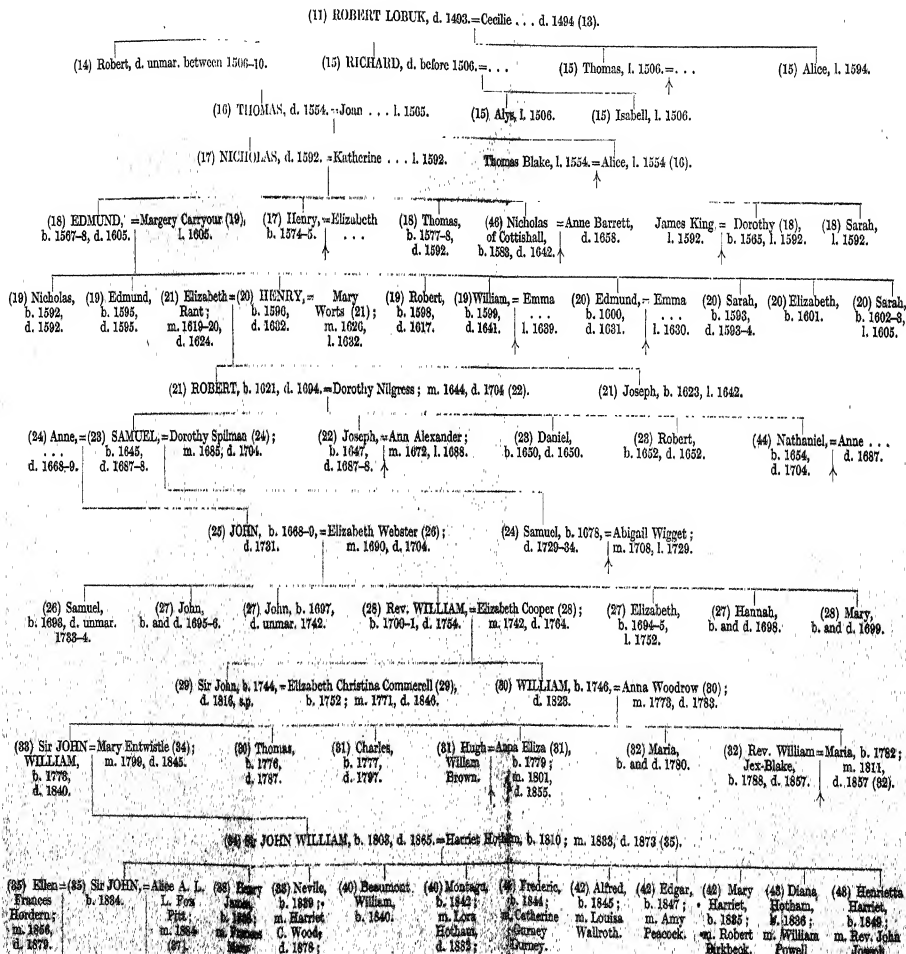 (11) ROBERT LOBUK, d. 1493.=Cecilie . . . d. 1494 (13).
(14) Robert, d. unmar. between 1506-10.
(15) RICHARD, d. before 1506.=. . .
(15) Thomas, l. 1506.=. . .
(15) Alice, l. 1594.
(16) THOMAS, d. 1554.=Joan . . . l. 1565.
(15) Alys, l. 1506.
(15) Isabell, l. 1506.
(17) NICHOLAS, d. 1592.=Katherine . . . l. 1592.
Thomas Blake, l. 1554.=Alice, l. 1554 (16).
(18) EDMUND,
b. 1567-8, d. 1605.
=Margery Carryour (19),
l. 1605.
(17) Henry,=Elizabeth
b. 1574-5. . . .
(18) Thomas,
b. 1577-8,
d. 1592.
(46) Nicholas
of Cottishall,
b. 1583, d. 1642.
=Anne Barrett,
d. 1658.
James King,
l. 1592.
= Dorothy (18),
b. 1565, l. 1592.
(18) Sarah,
l. 1592.
(19) Nicholas,
b. 1592,
d. 1592.
(19) Edmund,
b. 1595,
d. 1595.
(21) Elizabeth=
Rant;
m. 1619-20,
d. 1624.
(20) HENRY,=
b. 1596,
d. 1632.
Mary
Worts (21);
m. 1626,
l. 1632.
(19) Robert,
b. 1598,
d. 1617.
(19) William,
b. 1599,
d. 1641.
= Emma
. . .
l. 1639.
(20) Edmund,
b. 1600,
d. 1631.
= Emma
. . .
l. 1630.
(20) Sarah,
b. 1593,
d. 1593-4.
(20) Elizabeth,
b. 1601.
(20) Sarah,
b. 1602-3,
l. 1605.
(21) ROBERT, b. 1621, d. 1694.=Dorothy Nilgress; m. 1644, d. 1704 (22).
(21) Joseph, b. 1623, l. 1642.
(24) Anne,=
. . .
d. 1668-9.
(23) SAMUEL,
b. 1645,
d. 1687-8.
=Dorothy Spilman (24);
m. 1685, d. 1704.
(22) Joseph,
b. 1647,
d. 1687-8.
=Ann Alexander;
m. 1672, l. 1688.
(23) Daniel,
b. 1650, d. 1650.
(23) Robert,
b. 1652, d. 1652.
(44) Nathaniel,
b. 1654,
d. 1704.
=Anne . . .
d. 1687.
(25) JOHN, b. 1668-9,
d. 1731.
=Elizabeth Webster (26);
m. 1690, d. 1704.
(24) Samuel, b. 1678,
d. 1729-34.
=Abigail Wigget;
m. 1708, l. 1729.
(26) Samuel,
b. 1693, d. unmar.
1733-4.
(27) John,
b. and d. 1695-6.
(27) John, b. 1697,
d. unmar. 1742.
(28) Rev. WILLIAM,
b. 1700-1, d. 1754.
=Elizabeth Cooper (28);
m. 1742, d. 1764.
(27) Elizabeth,
b. 1694-5,
l. 1752.
(27) Hannah,
b. and d. 1698.
(28) Mary,
b. and d. 1699.
(29) Sir John, b. 1744,
d. 1816, s.p.
=Elizabeth Christina Commerell (29),
b. 1752; m. 1771, d. 1846.
(30) WILLIAM, b. 1746,
d. 1823.
=Anna Woodrow (30);
m. 1773, d. 1783.
(33) Sir JOHN
WILLIAM,
b. 1778,
d. 1840.
=Mary Entwistle (34);
m. 1799, d. 1845.
(30) Thomas,
b. 1776,
d. 1787.
(31) Charles,
b. 1777,
d. 1797.
(31) Hugh
William
Brown.
=Anna Eliza (31),
b. 1779;
m. 1801,
d. 1855.
(32) Maria,
b. and d. 1780.
(32) Rev. William
Jex-Blake,
b. 1788, d. 1857.
=Maria, b. 1782;
m. 1811,
d. 1857 (32).
JOHN WILLIAM, b. 1803, d. 1865.=Harriet Hotham, b. 1810; m. 1833, d. 1873 (35).
(35) Ellen=
Frances
Hordern;
m. 1856,
d. 1879.
(35) Sir JOHN,
b. 1834.
=Alice A. L.
L. Fox
Pitt
m. 1884
(37).
(38) Henry
James,
m. Frances
Mary
(38) Nevile,
b. 1839;
m. Harriet
C. Wood;
d. 1878;
(40) Beaumont
William,
b. 1840.
(40) Montagu,
b. 1842;
m. Lora
Hotham,
d. 1882;
Frederic,
b. 1844;
m. Catherine
Gurney
Gurney.
(42) Alfred,
b. 1845;
m. Louisa
Wallroth.
(42) Edgar,
b. 1847;
m. Amy
Peacock.
(42) Mary
Harriet,
b. 1835;
m. Robert
Birkbeck.
(43) Diana
Hotham,
b. 1836;
m. William
Powell
(43) Henrietta
Harriet,
b. 1849;
m. Rev. John
Joseph